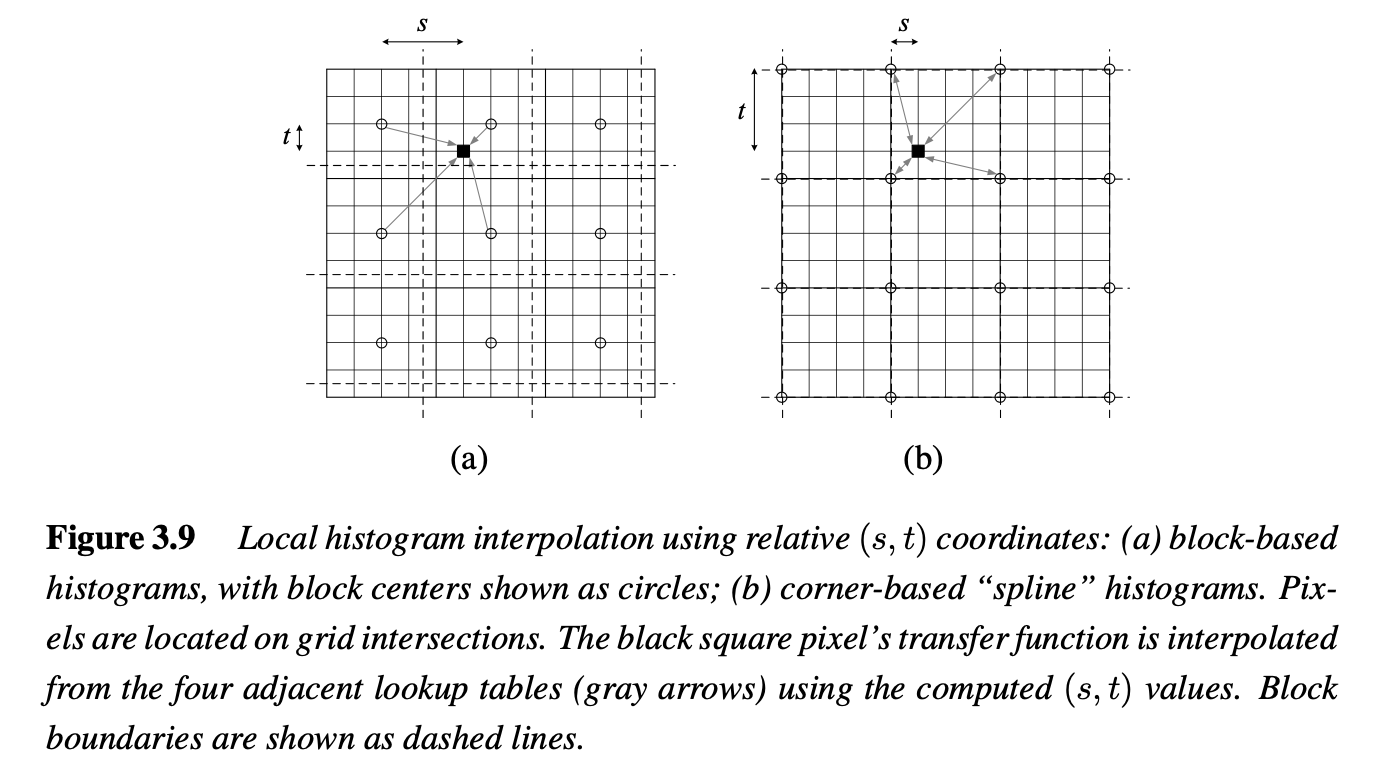 s
s
t
t
(a)
(b)
Figure 3.9 Local histogram interpolation using relative (s, t) coordinates: (a) block-based
histograms, with block centers shown as circles; (b) corner-based “spline” histograms. Pix-
els are located on grid intersections. The black square pixel’s transfer function is interpolated
from the four adjacent lookup tables (gray arrows) using the computed (s, t) values. Block
boundaries are shown as dashed lines.